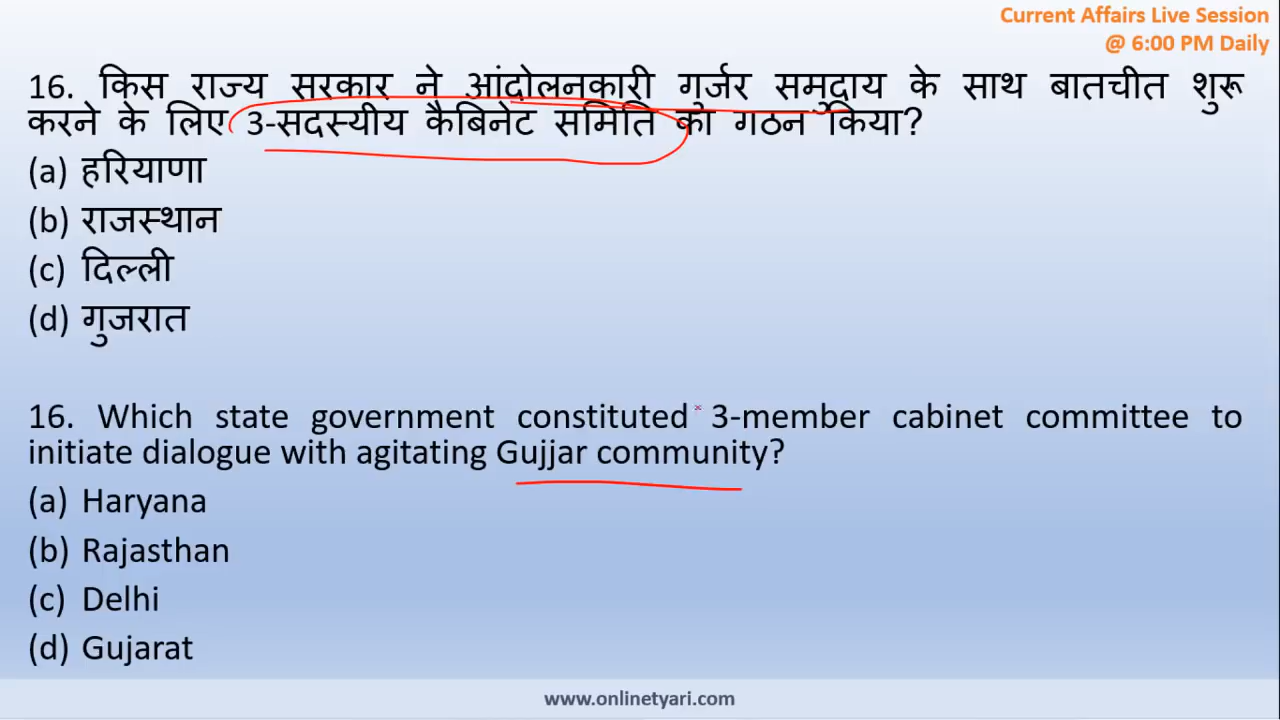 Current Affairs Live Session
@ 6:00 PM Daily
16. किस राज्य सरकार ने आंदोलनकारी गुर्जर समुदाय के साथ बातचीत शुरू
करने के लिए 3-सदस्यीय कैबिनेट समिति का गठन किया?
(a) हरियाणा
(b) राजस्थान
(c) दिल्ली
(d) गुजरात
16. Which state government constituted 3-member cabinet committee to
initiate dialogue with agitating Gujjar community?
(a) Haryana
(b) Rajasthan
(c) Delhi
(d) Gujarat
www.onlinetyari.com